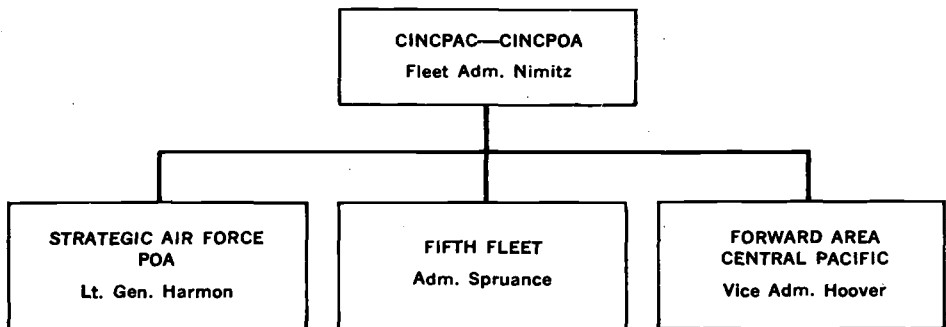 CINCPAC—CINCPOA
Fleet Adm. Nimitz
STRATEGIC AIR FORCE
POA
Lt. Gen. Harmon
FIFTH FLEET
Adm. Spruance
FORWARD AREA
CENTRAL PACIFIC
Vice Adm. Hoover